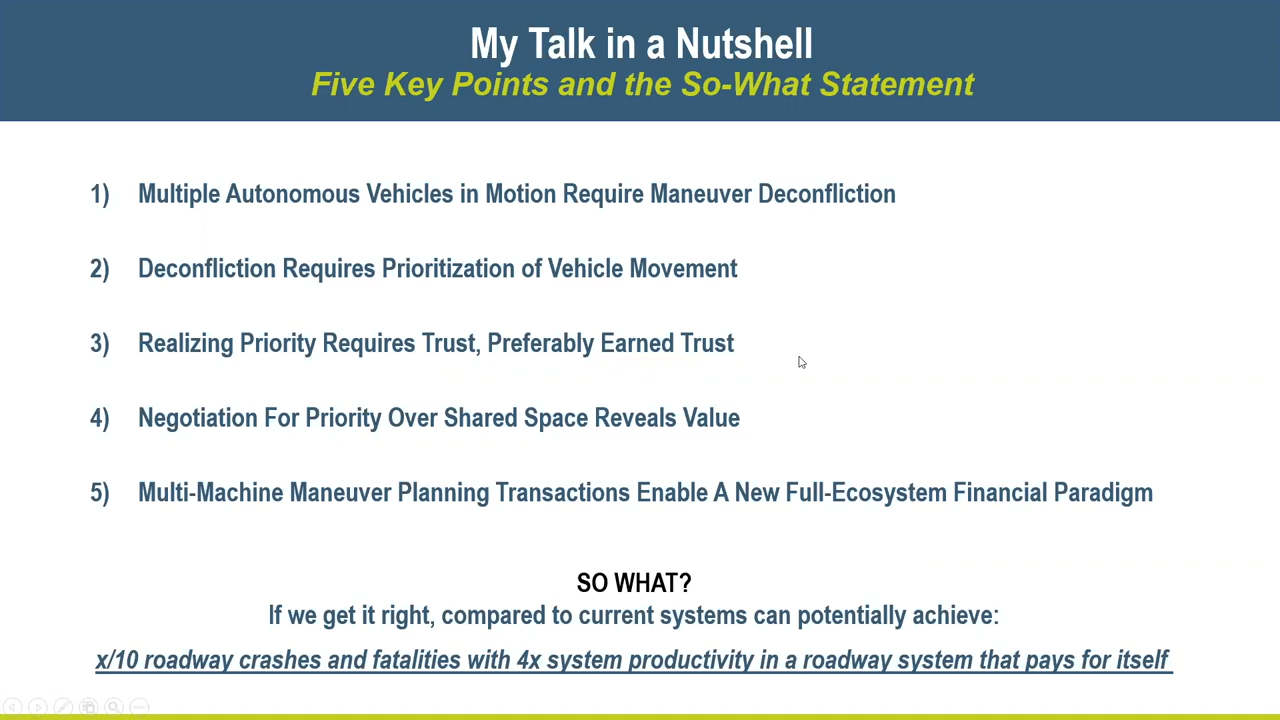 My Talk in a Nutshell
Five Key Points and the So-What Statement
1) Multiple Autonomous Vehicles in Motion Require Maneuver Deconfliction
2) Deconfliction Requires Prioritization of Vehicle Movement
3) Realizing Priority Requires Trust, Preferably Earned Trust
4) Negotiation For Priority Over Shared Space Reveals Value
5) Multi-Machine Maneuver Planning Transactions Enable A New Full-Ecosystem Financial Paradigm
SO WHAT?
If we get it right, compared to current systems can potentially achieve:
x/10 roadway crashes and fatalities with 4x system productivity in a roadway system that pays for itself